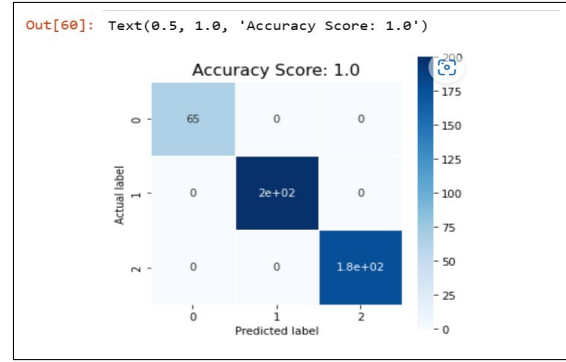 Out[60]: Text(0.5, 1.0, 'Accuracy Score: 1.0')
Accuracy Score: 1.0
200
175
150
125
100
75
50
25
0
Actual label
0
65 0 0
1
0 2e+02 0
2
0 0 1.8e+02
0 1 2
Predicted label